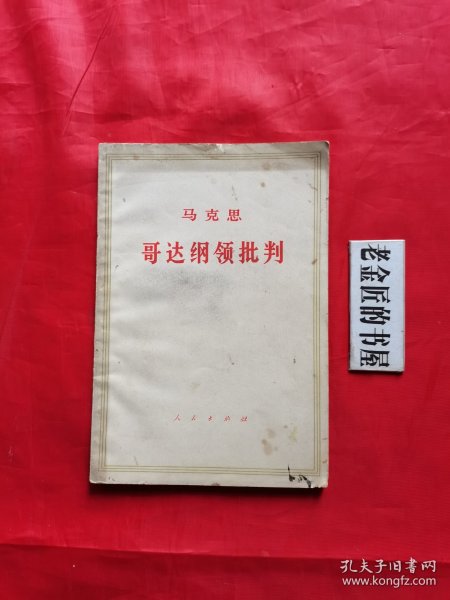 马克思
哥达纲领批判
人民出版社
老金匠的书屋
孔夫子旧书网
www.kongfz.com